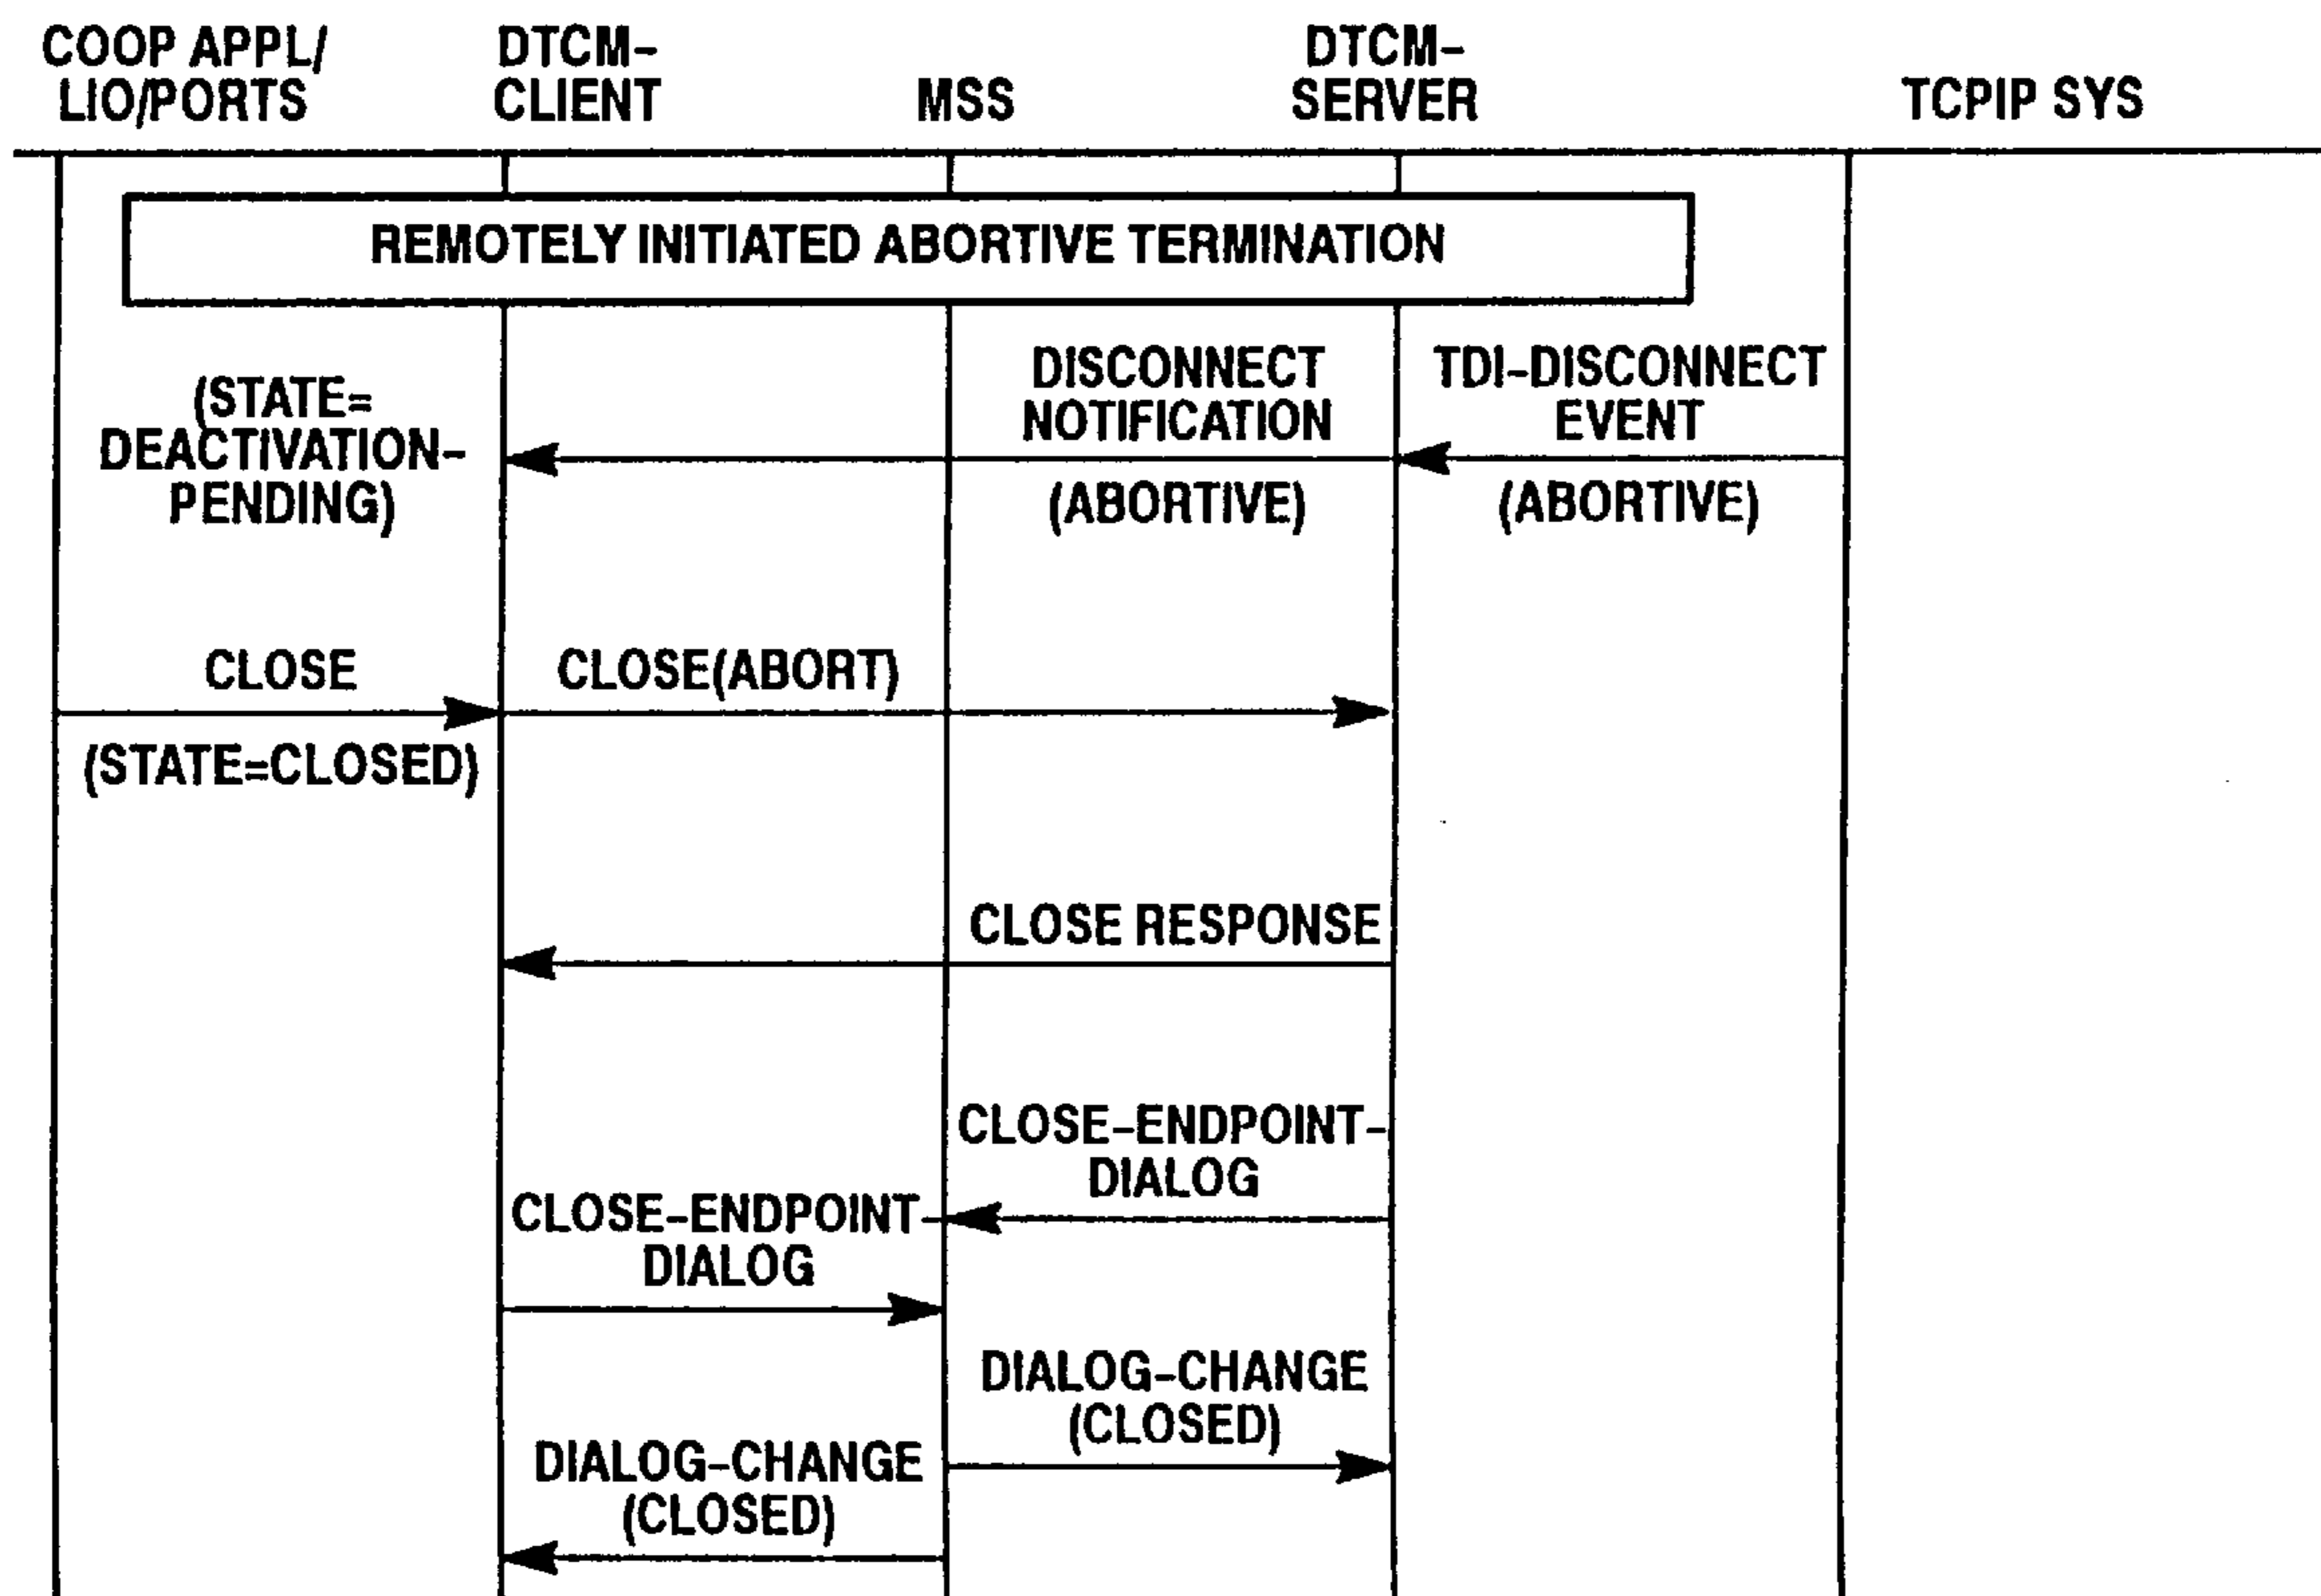 COOP APPL/
LIO/PORTS
DTCM–
CLIENT
MSS
DTCM–
SERVER
TCPIP SYS
REMOTELY INITIATED ABORTIVE TERMINATION
(STATE=
DEACTIVATION–
PENDING)
DISCONNECT
NOTIFICATION
(ABORTIVE)
TDI–DISCONNECT
EVENT
(ABORTIVE)
CLOSE
(STATE=CLOSED)
CLOSE(ABORT)
CLOSE RESPONSE
CLOSE–ENDPOINT–
DIALOG
CLOSE–ENDPOINT–
DIALOG
DIALOG–CHANGE
(CLOSED)
DIALOG–CHANGE
(CLOSED)